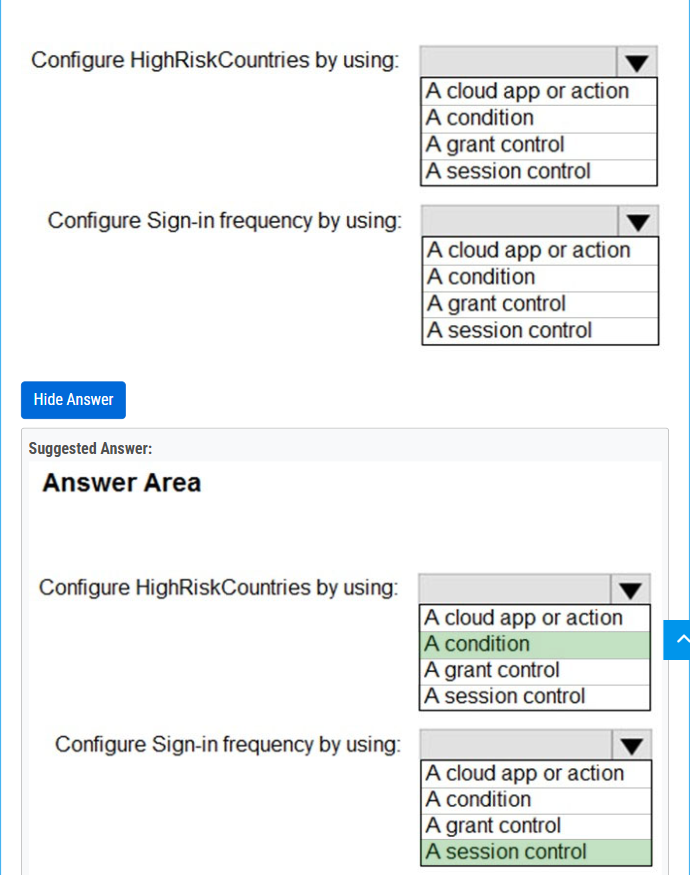 Configure HighRiskCountries by using:
A cloud app or action
A condition
A grant control
A session control
Configure Sign-in frequency by using:
A cloud app or action
A condition
A grant control
A session control
Hide Answer
Suggested Answer:
Answer Area
Configure HighRiskCountries by using:
A cloud app or action
A condition
A grant control
A session control
Configure Sign-in frequency by using:
A cloud app or action
A condition
A grant control
A session control